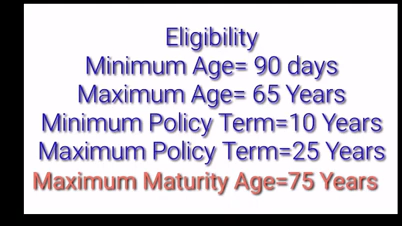 Eligibility
Minimum Age= 90 days
Maximum Age= 65 Years
Minimum Policy Term=10 Years
Maximum Policy Term=25 Years
Maximum Maturity Age=75 Years